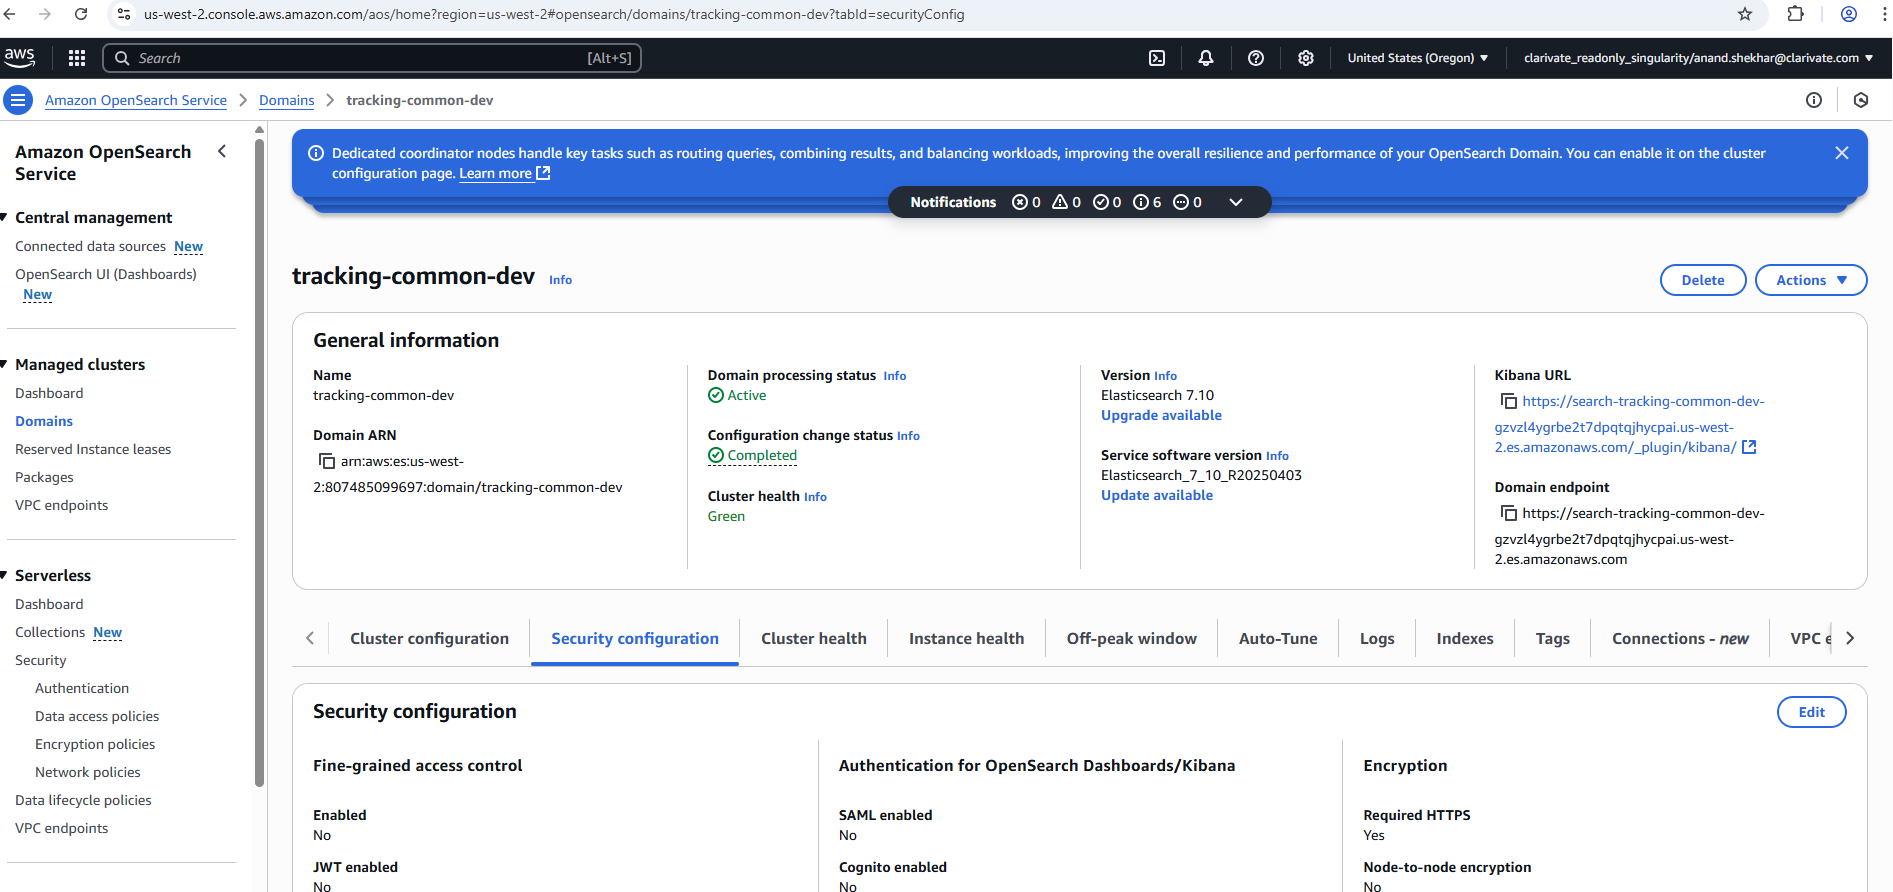 us-west-2.console.aws.amazon.com/aos/home?region=us-west-2#opensearch/domains/tracking-common-dev?tabId=securityConfig
aws
Search
[Alt+S]
United States (Oregon)
clarivate_readonly_singularity/anand.shekhar@clarivate.com
Amazon OpenSearch Service
Domains
tracking-common-dev
Amazon OpenSearch
Service
Central management
Connected data sources New
OpenSearch UI (Dashboards)
New
Managed clusters
Dashboard
Domains
Reserved Instance leases
Packages
VPC endpoints
Serverless
Dashboard
Collections New
Security
Authentication
Data access policies
Encryption policies
Network policies
Data lifecycle policies
VPC endpoints
Dedicated coordinator nodes handle key tasks such as routing queries, combining results, and balancing workloads, improving the overall resilience and performance of your OpenSearch Domain. You can enable it on the cluster
configuration page. Learn more
Notifications 0 0 0 6 0
tracking-common-dev Info
Delete
Actions
General information
Name
tracking-common-dev
Domain ARN
arn:aws:es:us-west-
2:807485099697:domain/tracking-common-dev
Domain processing status Info
Active
Configuration change status Info
Completed
Cluster health Info
Green
Version Info
Elasticsearch 7.10
Upgrade available
Service software version Info
Elasticsearch_7_10_R20250403
Update available
Kibana URL
https://search-tracking-common-dev-
gzvzl4ygrbe2t7dpqtqjhycpai.us-west-
2.es.amazonaws.com/_plugin/kibana/
Domain endpoint
https://search-tracking-common-dev-
gzvzl4ygrbe2t7dpqtqjhycpai.us-west-
2.es.amazonaws.com
Cluster configuration
Security configuration
Cluster health
Instance health
Off-peak window
Auto-Tune
Logs
Indexes
Tags
Connections - new
VPC e
Security configuration
Edit
Fine-grained access control
Enabled
No
JWT enabled
No
Authentication for OpenSearch Dashboards/Kibana
SAML enabled
No
Cognito enabled
No
Encryption
Required HTTPS
Yes
Node-to-node encryption
No